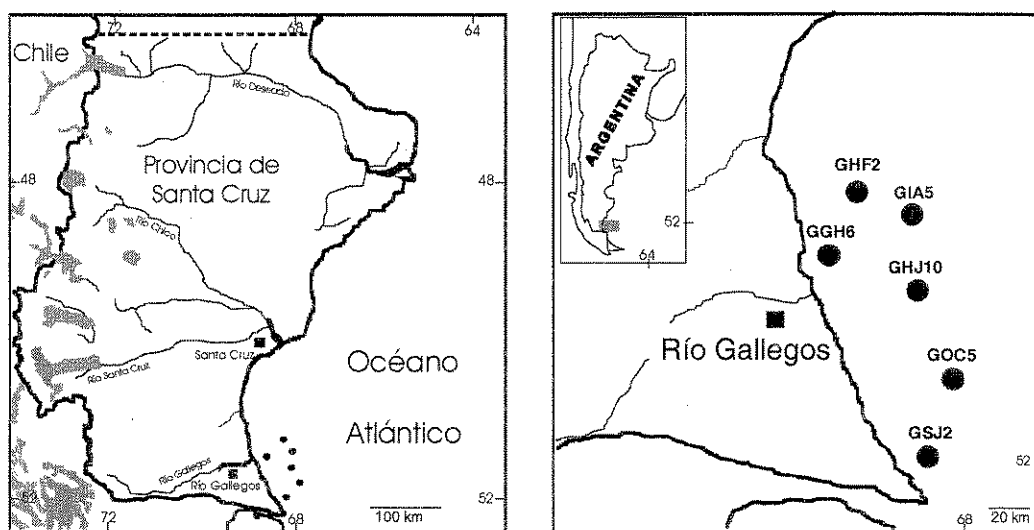 72
68
64
Chile
Río Deseado
Provincia de
Santa Cruz
48
48
Río Chico
Santa Cruz
Río Santa Cruz
Océano
Atlántico
Río Gallegos
Río Gallegos
52
72
68
100 km
ARGENTINA
52
64
GHF2
GIA5
GGH6
GHJ10
Río Gallegos
GOC5
GSJ2
52
68
20 km